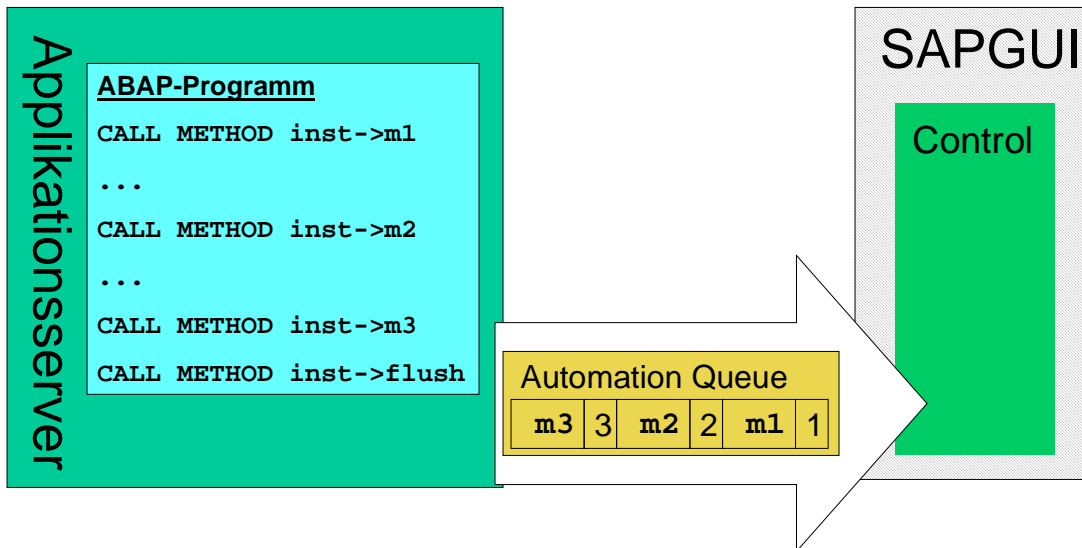 Applikationsserver
ABAP-Programm
CALL METHOD inst->m1
...
CALL METHOD inst->m2
...
CALL METHOD inst->m3
CALL METHOD inst->flush
Automation Queue
m3 3 m2 2 m1 1
SAPGUI
Control